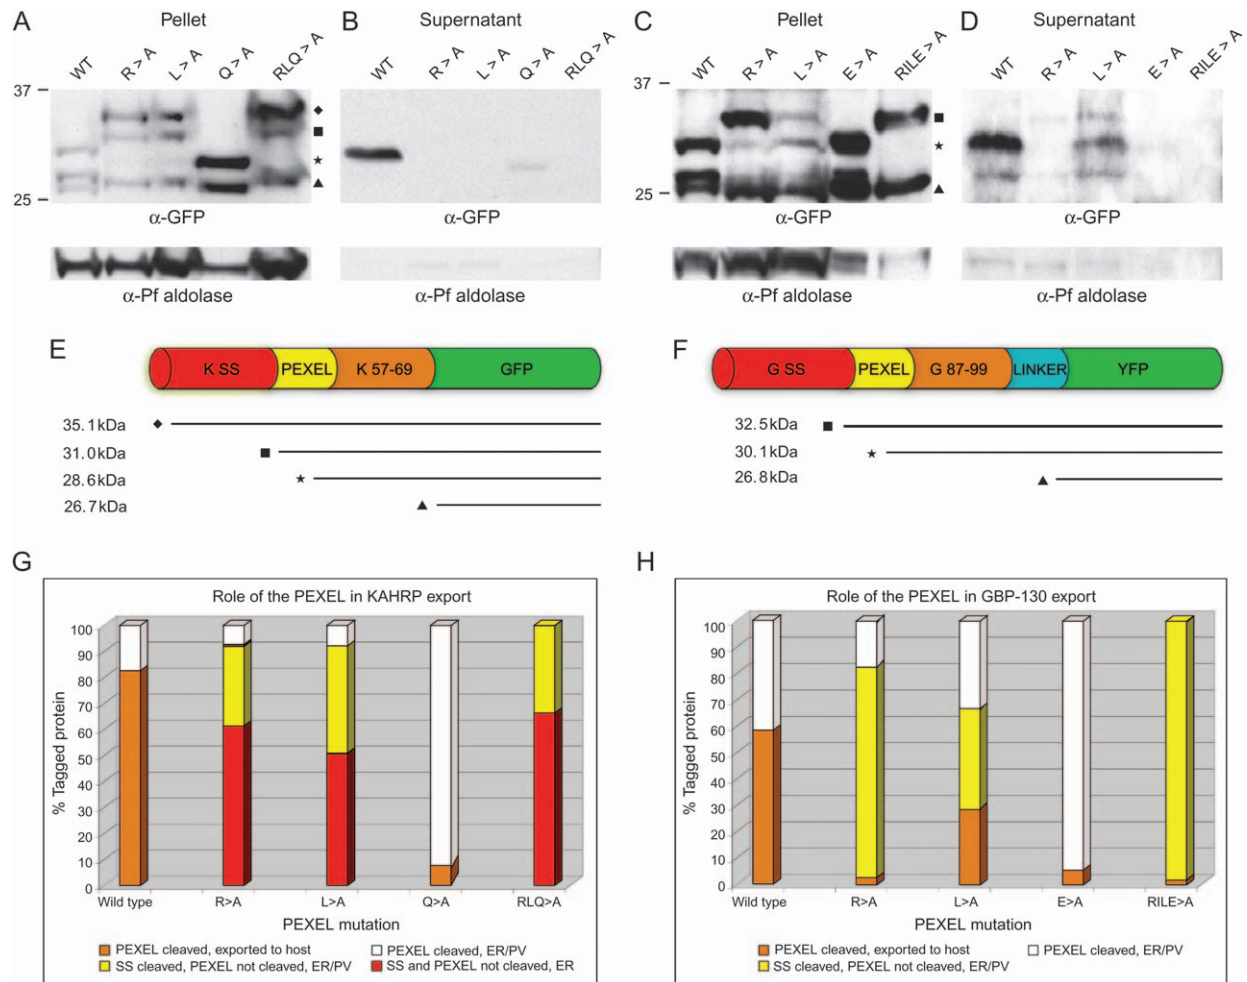 A
Pellet
WT
R > A
L > A
Q > A
RLQ > A
37
25
α-GFP
α-Pf aldolase
B
Supernatant
WT
R > A
L > A
Q > A
RLQ > A
α-GFP
α-Pf aldolase
C
Pellet
WT
R > A
L > A
E > A
RILE > A
37
25
α-GFP
α-Pf aldolase
D
Supernatant
WT
R > A
L > A
E > A
RILE > A
α-GFP
α-Pf aldolase
E
K SS
PEXEL
K 57-69
GFP
35.1kDa
31.0kDa
28.6kDa
26.7kDa
F
G SS
PEXEL
G 87-99
LINKER
YFP
32.5kDa
30.1kDa
26.8kDa
G
Role of the PEXEL in KAHRP export
% Tagged protein
100
90
80
70
60
50
40
30
20
10
0
Wild type
R>A
L>A
Q>A
RLQ>A
PEXEL mutation
PEXEL cleaved, exported to host
PEXEL cleaved, ER/PV
SS cleaved, PEXEL not cleaved, ER/PV
SS and PEXEL not cleaved, ER
H
Role of the PEXEL in GBP-130 export
% Tagged protein
100
90
80
70
60
50
40
30
20
10
0
Wild type
R>A
L>A
E>A
RILE>A
PEXEL mutation
PEXEL cleaved, exported to host
PEXEL cleaved, ER/PV
SS cleaved, PEXEL not cleaved, ER/PV